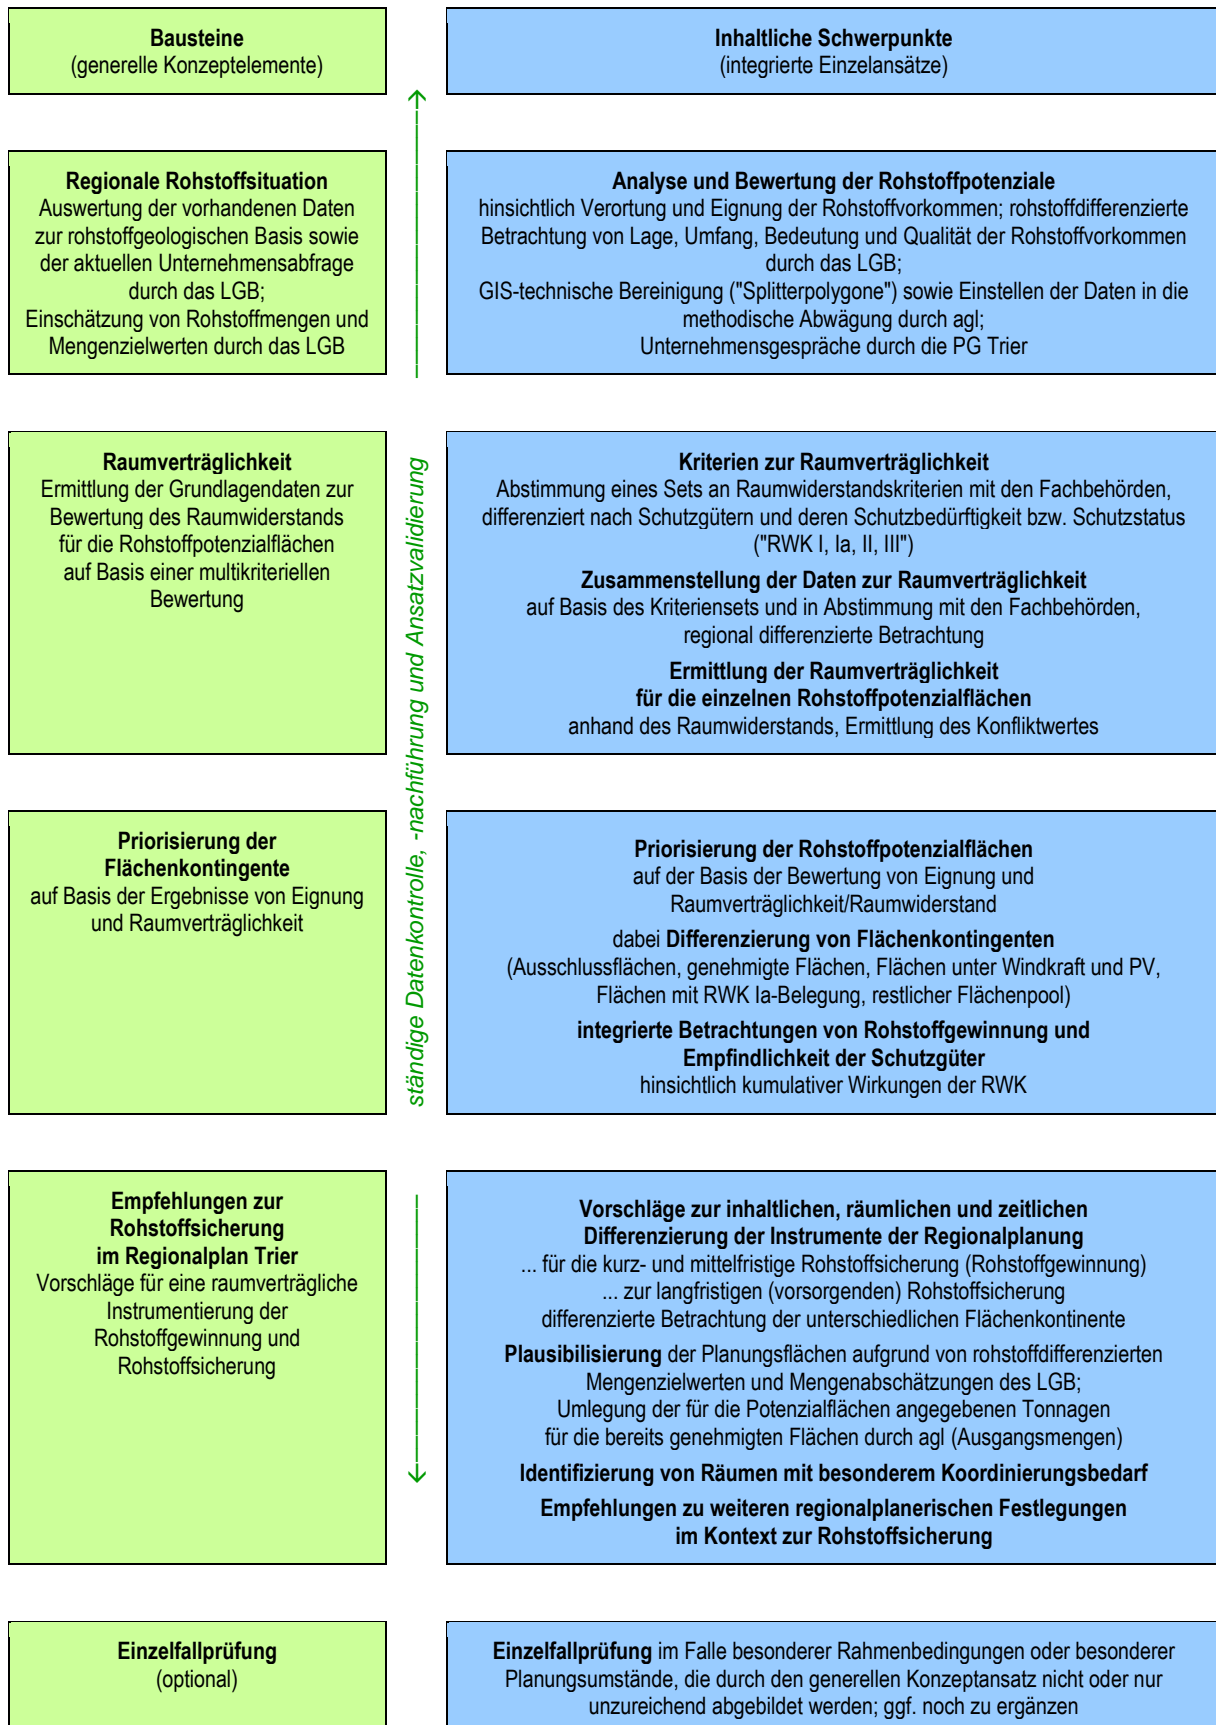 Bausteine
(generelle Konzeptelemente)
Inhaltliche Schwerpunkte
(integrierte Einzelansätze)
Regionale Rohstoffsituation
Auswertung der vorhandenen Daten
zur rohstoffgeologischen Basis sowie
der aktuellen Unternehmensabfrage
durch das LGB;
Einschätzung von Rohstoffmengen und
Mengenzielwerten durch das LGB
Analyse und Bewertung der Rohstoffpotenziale
hinsichtlich Verortung und Eignung der Rohstoffvorkommen; rohstoffdifferenzierte
Betrachtung von Lage, Umfang, Bedeutung und Qualität der Rohstoffvorkommen
durch das LGB;
GIS-technische Bereinigung ("Splitterpolygone") sowie Einstellen der Daten in die
methodische Abwägung durch agl;
Unternehmensgespräche durch die PG Trier
ständige Datenkontrolle, -nachführung und Ansatzvalidierung
Raumverträglichkeit
Ermittlung der Grundlagendaten zur
Bewertung des Raumwiderstands
für die Rohstoffpotenzialflächen
auf Basis einer multikriteriellen
Bewertung
Kriterien zur Raumverträglichkeit
Abstimmung eines Sets an Raumwiderstandskriterien mit den Fachbehörden,
differenziert nach Schutzgütern und deren Schutzbedürftigkeit bzw. Schutzstatus
("RWK I, Ia, II, III")
Zusammenstellung der Daten zur Raumverträglichkeit
auf Basis des Kriteriensets und in Abstimmung mit den Fachbehörden,
regional differenzierte Betrachtung
Ermittlung der Raumverträglichkeit
für die einzelnen Rohstoffpotenzialflächen
anhand des Raumwiderstands, Ermittlung des Konfliktwertes
Priorisierung der
Flächenkontingente
auf Basis der Ergebnisse von Eignung
und Raumverträglichkeit
Priorisierung der Rohstoffpotenzialflächen
auf der Basis der Bewertung von Eignung und
Raumverträglichkeit/Raumwiderstand
dabei Differenzierung von Flächenkontingenten
(Ausschlussflächen, genehmigte Flächen, Flächen unter Windkraft und PV,
Flächen mit RWK Ia-Belegung, restlicher Flächenpool)
integrierte Betrachtungen von Rohstoffgewinnung und
Empfindlichkeit der Schutzgüter
hinsichtlich kumulativer Wirkungen der RWK
Empfehlungen zur
Rohstoffsicherung
im Regionalplan Trier
Vorschläge für eine raumverträgliche
Instrumentierung der
Rohstoffgewinnung und
Rohstoffsicherung
Vorschläge zur inhaltlichen, räumlichen und zeitlichen
Differenzierung der Instrumente der Regionalplanung
... für die kurz- und mittelfristige Rohstoffsicherung (Rohstoffgewinnung)
... zur langfristigen (vorsorgenden) Rohstoffsicherung
differenzierte Betrachtung der unterschiedlichen Flächenkontinente
Plausibilisierung der Planungsflächen aufgrund von rohstoffdifferenzierten
Mengenzielwerten und Mengenabschätzungen des LGB;
Umlegung der für die Potenzialflächen angegebenen Tonnagen
für die bereits genehmigten Flächen durch agl (Ausgangsmengen)
Identifizierung von Räumen mit besonderem Koordinierungsbedarf
Empfehlungen zu weiteren regionalplanerischen Festlegungen
im Kontext zur Rohstoffsicherung
Einzelfallprüfung
(optional)
Einzelfallprüfung im Falle besonderer Rahmenbedingungen oder besonderer
Planungsumstände, die durch den generellen Konzeptansatz nicht oder nur
unzureichend abgebildet werden; ggf. noch zu ergänzen